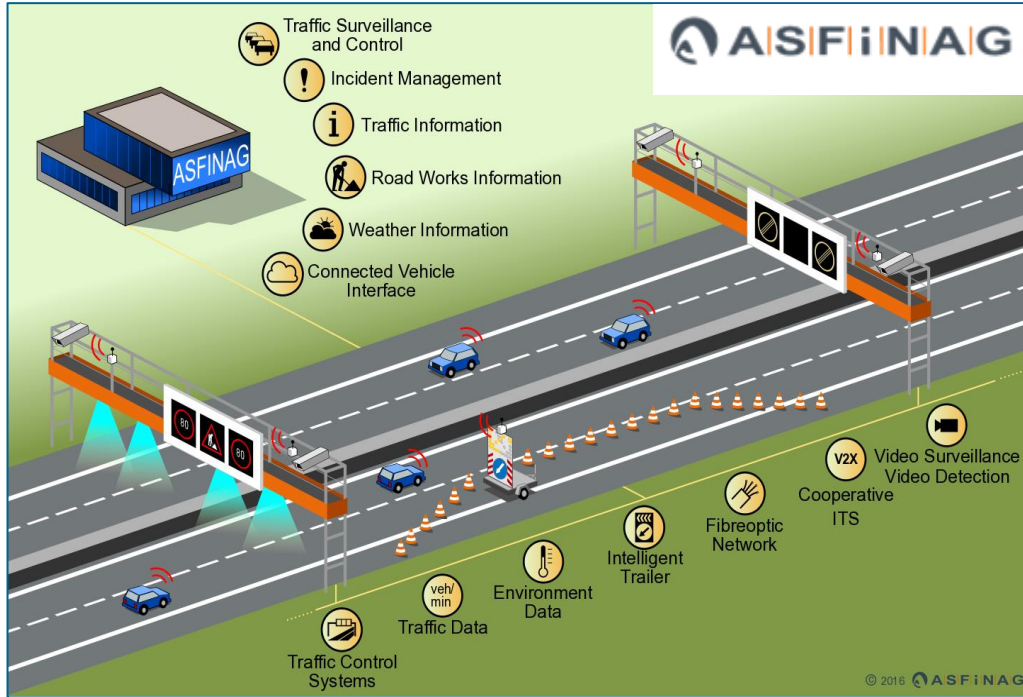 Traffic Surveillance
and Control
Incident Management
Traffic Information
Road Works Information
Weather Information
Connected Vehicle
Interface
ASFiNAG
ASFINAG
80
80
Video Surveillance
Video Detection
V2X
Cooperative
ITS
Fibreoptic
Network
Intelligent
Trailer
Environment
Data
veh/
min
Traffic Data
Traffic Control
Systems
© 2016 ASFiNAG